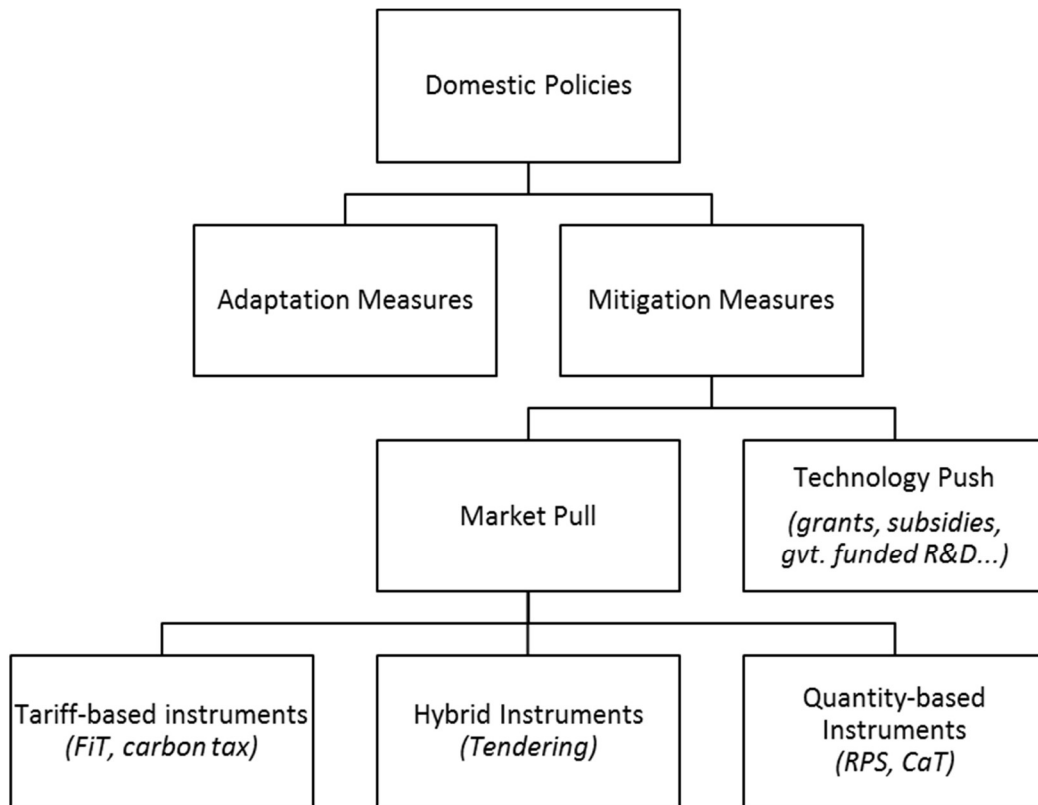 Domestic Policies
Adaptation Measures
Mitigation Measures
Market Pull
Technology Push
(grants, subsidies,
gvt. funded R&D...)
Tariff-based instruments
(FiT, carbon tax)
Hybrid Instruments
(Tendering)
Quantity-based
Instruments
(RPS, CaT)